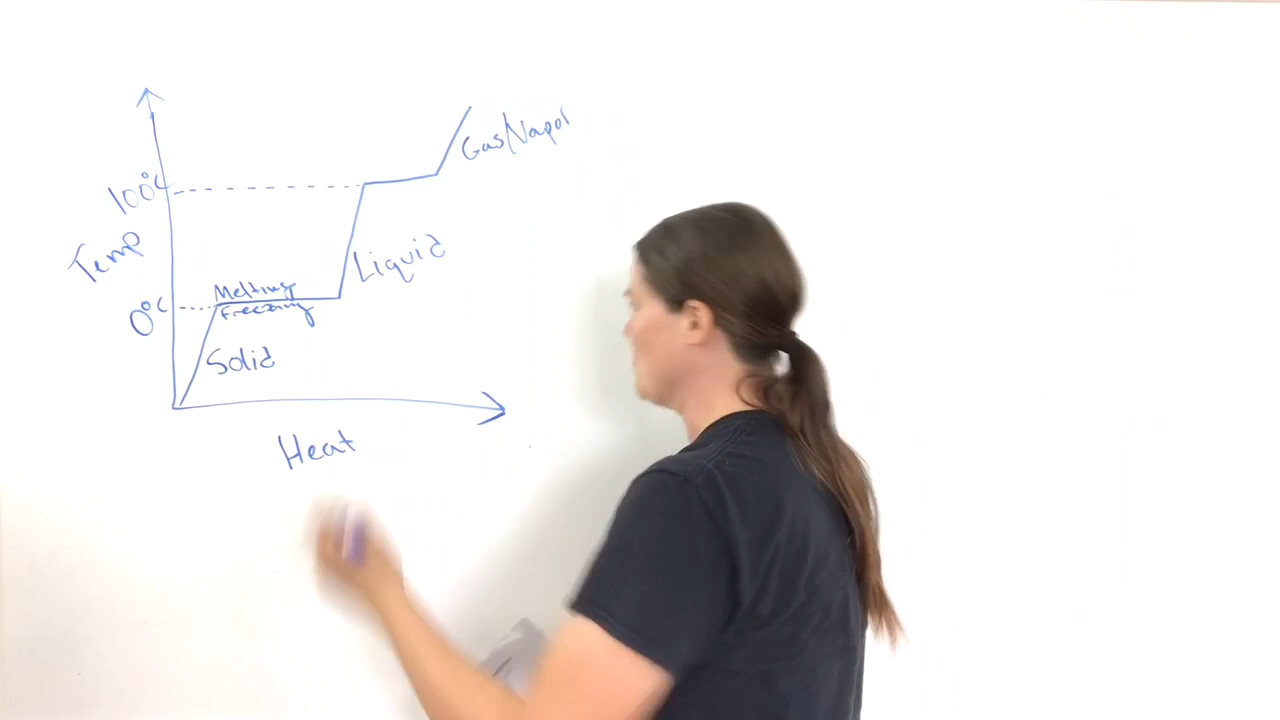 Gas/Vapor
100°C
Temp
Liquid
Melting
0°C
Freezing
Solid
Heat